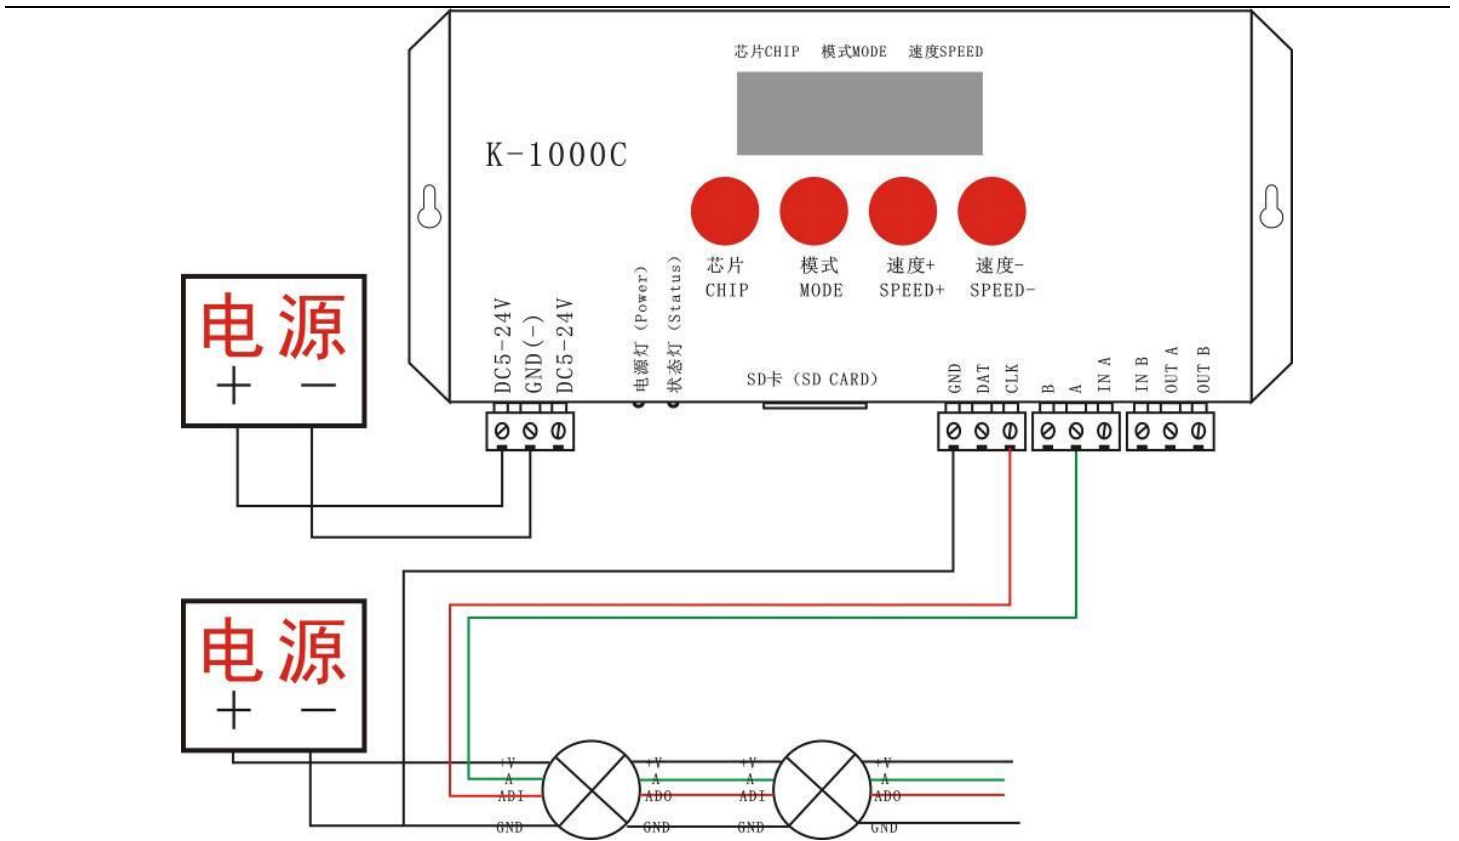 芯片CHIP 模式MODE 速度SPEED
K-1000C
芯片 模式 速度+ 速度-
CHIP MODE SPEED+ SPEED-
电源
+ −
DC5-24V
GND(-)
DC5-24V
电源灯 (Power)
状态灯 (Status)
SD卡 (SD CARD)
GND
DAT
CLK
B
A
IN A
IN B
OUT A
OUT B
电源
+ −
+V +V +V +V
A A A A
ADI ADO ADI ADO
GND GND GND GND